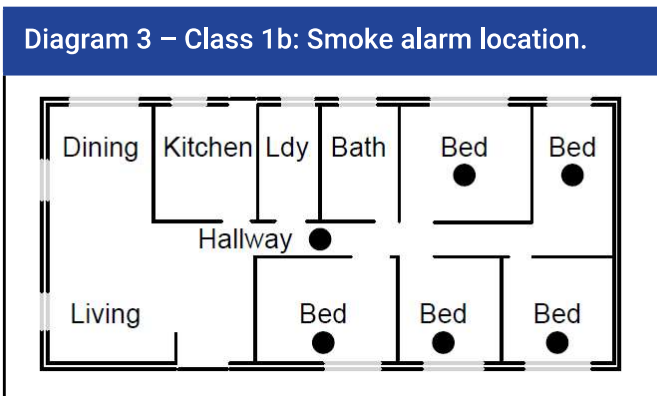 Diagram 3 – Class 1b: Smoke alarm location.
Dining Kitchen Ldy Bath Bed Bed
Hallway
Living Bed Bed Bed